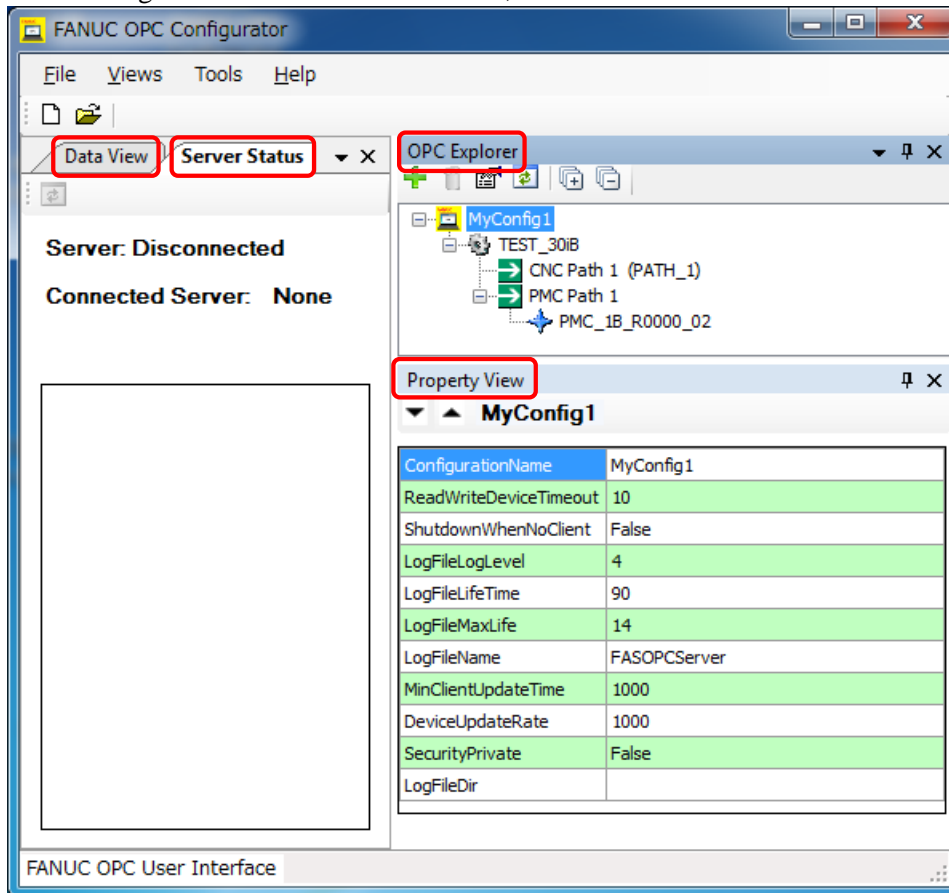 FANUC OPC Configurator
File Views Tools Help
Data View Server Status
Server: Disconnected
Connected Server: None
OPC Explorer
MyConfig1
TEST_30iB
CNC Path 1 (PATH_1)
PMC Path 1
PMC_1B_R0000_02
Property View
MyConfig1
ConfigurationName MyConfig1
ReadWriteDeviceTimeout 10
ShutdownWhenNoClient False
LogFileLogLevel 4
LogFileLifeTime 90
LogFileMaxLife 14
LogFileName FASOPCServer
MinClientUpdateTime 1000
DeviceUpdateRate 1000
SecurityPrivate False
LogFileDir
FANUC OPC User Interface